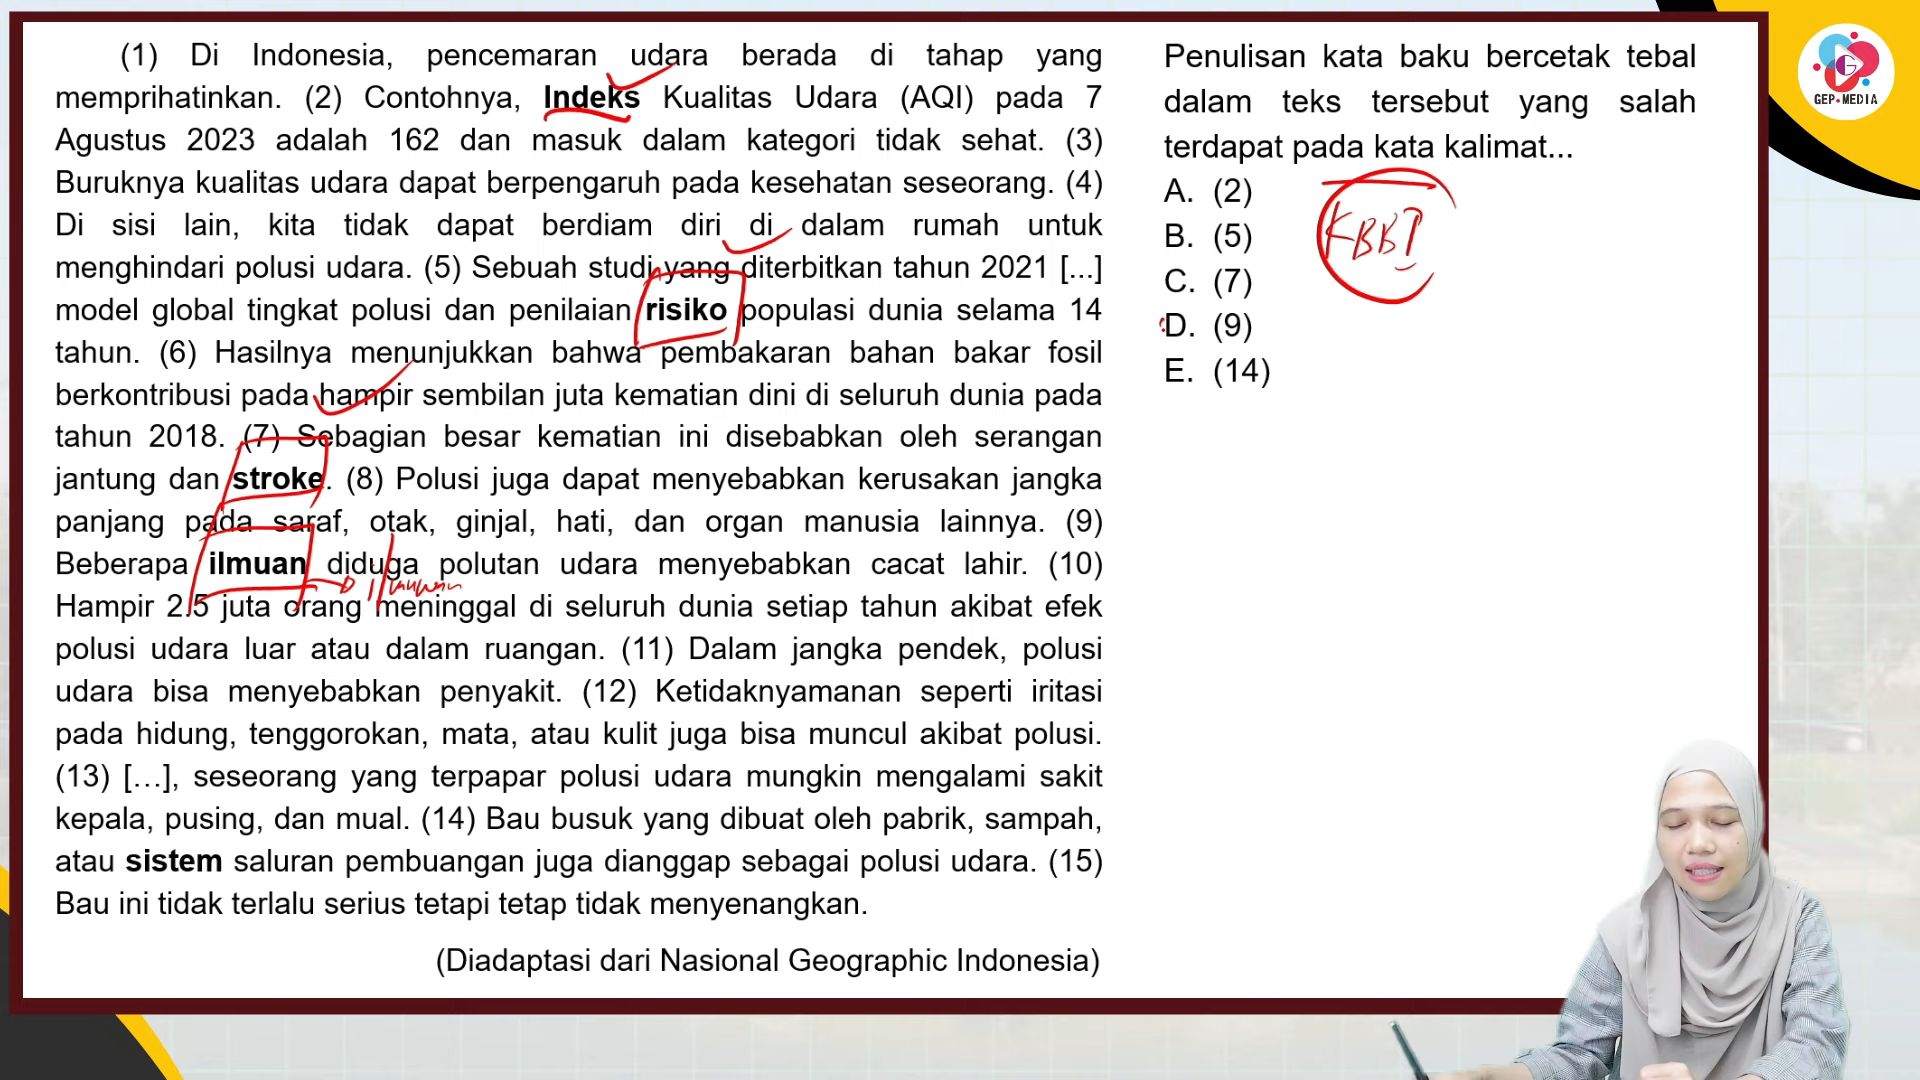 (1) Di Indonesia, pencemaran udara berada di tahap yang
memprihatinkan. (2) Contohnya, Indeks Kualitas Udara (AQI) pada 7
Agustus 2023 adalah 162 dan masuk dalam kategori tidak sehat. (3)
Buruknya kualitas udara dapat berpengaruh pada kesehatan seseorang. (4)
Di sisi lain, kita tidak dapat berdiam diri di dalam rumah untuk
menghindari polusi udara. (5) Sebuah studi yang diterbitkan tahun 2021 [...]
model global tingkat polusi dan penilaian risiko populasi dunia selama 14
tahun. (6) Hasilnya menunjukkan bahwa pembakaran bahan bakar fosil
berkontribusi pada hampir sembilan juta kematian dini di seluruh dunia pada
tahun 2018. (7) Sebagian besar kematian ini disebabkan oleh serangan
jantung dan stroke. (8) Polusi juga dapat menyebabkan kerusakan jangka
panjang pada saraf, otak, ginjal, hati, dan organ manusia lainnya. (9)
Beberapa ilmuan diduga polutan udara menyebabkan cacat lahir. (10)
Hampir 2.5 juta orang meninggal di seluruh dunia setiap tahun akibat efek
polusi udara luar atau dalam ruangan. (11) Dalam jangka pendek, polusi
udara bisa menyebabkan penyakit. (12) Ketidaknyamanan seperti iritasi
pada hidung, tenggorokan, mata, atau kulit juga bisa muncul akibat polusi.
(13) [...], seseorang yang terpapar polusi udara mungkin mengalami sakit
kepala, pusing, dan mual. (14) Bau busuk yang dibuat oleh pabrik, sampah,
atau sistem saluran pembuangan juga dianggap sebagai polusi udara. (15)
Bau ini tidak terlalu serius tetapi tetap tidak menyenangkan.
(Diadaptasi dari Nasional Geographic Indonesia)
Penulisan kata baku bercetak tebal
dalam teks tersebut yang salah
terdapat pada kata kalimat...
A. (2)
B. (5)
C. (7)
D. (9)
E. (14)
KBBI
G
GEP MEDIA